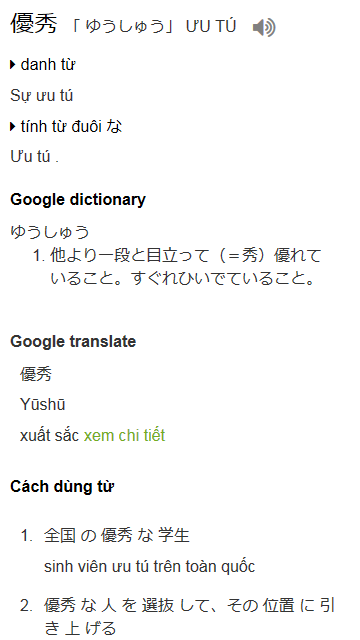 優秀 「 ゆうしゅう」 ƯU TÚ
danh từ
Sự ưu tú
tính từ đuôi な
Ưu tú .
Google dictionary
ゆうしゅう
1. 他より一段と目立って（＝秀）優れて
いること。すぐれひいでていること。
Google translate
優秀
Yūshū
xuất sắc xem chi tiết
Cách dùng từ
1. 全国 の 優秀 な 学生
sinh viên ưu tú trên toàn quốc
2. 優秀 な 人 を 選抜 して、その 位置 に 引
き 上 げる